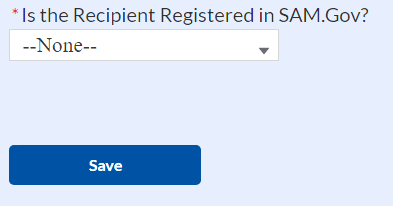 *Is the Recipient Registered in SAM.Gov?
--None--
Save